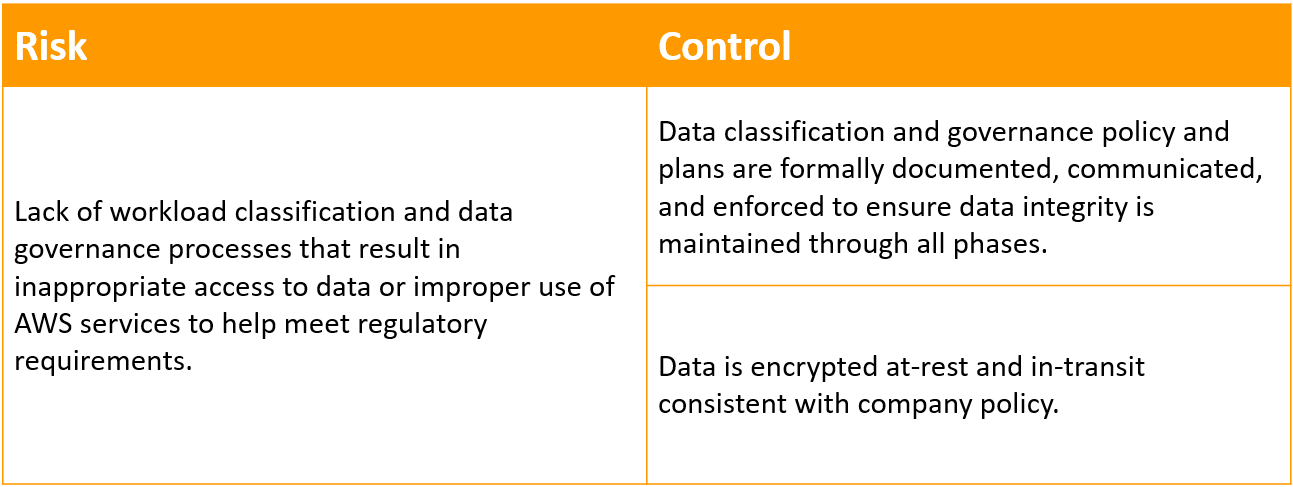 Risk
Control
Lack of workload classification and data
governance processes that result in
inappropriate access to data or improper use of
AWS services to help meet regulatory
requirements.
Data classification and governance policy and
plans are formally documented, communicated,
and enforced to ensure data integrity is
maintained through all phases.
Data is encrypted at-rest and in-transit
consistent with company policy.